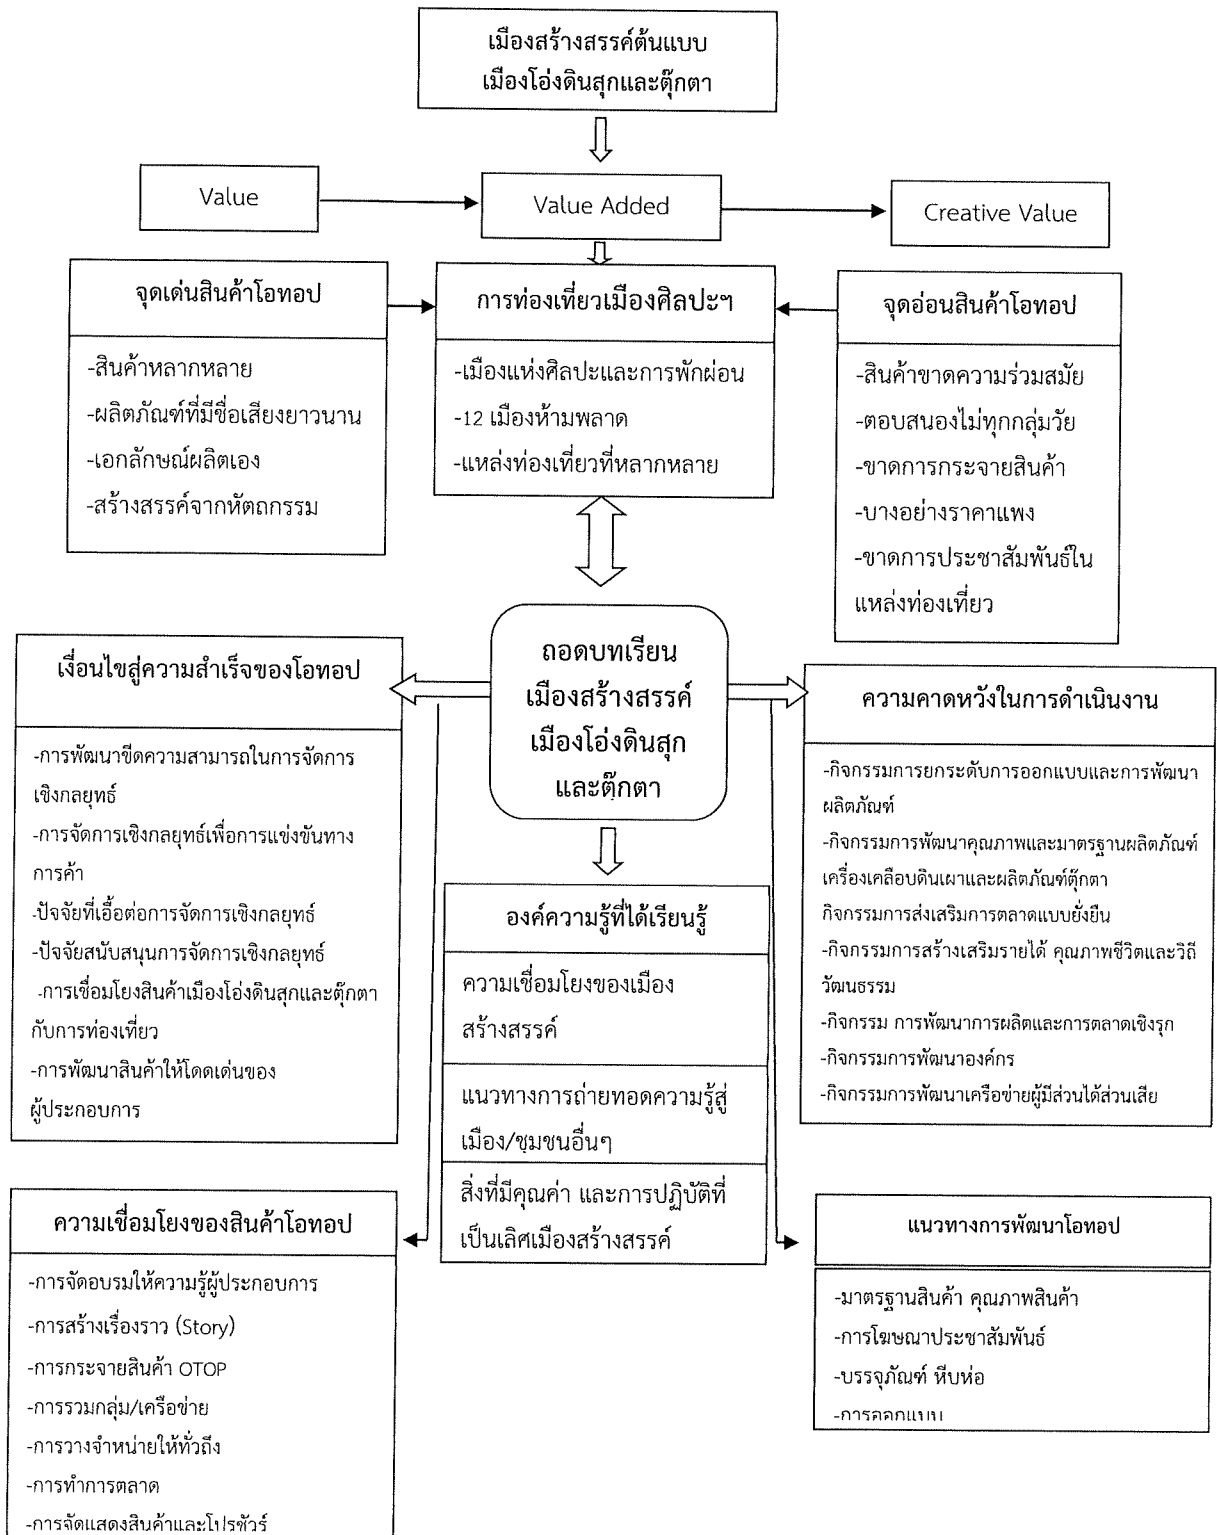 เมืองสร้างสรรค์ต้นแบบ
เมืองโอ่งดินสุกและตุ๊กตา
Value
Value Added
Creative Value
จุดเด่นสินค้าโอทอป
-สินค้าหลากหลาย
-ผลิตภัณฑ์ที่มีชื่อเสียงยาวนาน
-เอกลักษณ์ผลิตเอง
-สร้างสรรค์จากหัตถกรรม
การท่องเที่ยวเมืองศิลปะฯ
-เมืองแห่งศิลปะและการพักผ่อน
-12 เมืองห้ามพลาด
-แหล่งท่องเที่ยวที่หลากหลาย
จุดอ่อนสินค้าโอทอป
-สินค้าขาดความร่วมสมัย
-ตอบสนองไม่ทุกกลุ่มวัย
-ขาดการกระจายสินค้า
-บางอย่างราคาแพง
-ขาดการประชาสัมพันธ์ใน
แหล่งท่องเที่ยว
ถอดบทเรียน
เมืองสร้างสรรค์
เมืองโอ่งดินสุก
และตุ๊กตา
เงื่อนไขสู่ความสำเร็จของโอทอป
-การพัฒนาขีดความสามารถในการจัดการ
เชิงกลยุทธ์
-การจัดการเชิงกลยุทธ์เพื่อการแข่งขันทาง
การค้า
-ปัจจัยที่เอื้อต่อการจัดการเชิงกลยุทธ์
-ปัจจัยสนับสนุนการจัดการเชิงกลยุทธ์
-การเชื่อมโยงสินค้าเมืองโอ่งดินสุกและตุ๊กตา
กับการท่องเที่ยว
-การพัฒนาสินค้าให้โดดเด่นของ
ผู้ประกอบการ
ความคาดหวังในการดำเนินงาน
-กิจกรรมการยกระดับการออกแบบและการพัฒนา
ผลิตภัณฑ์
-กิจกรรมการพัฒนาคุณภาพและมาตรฐานผลิตภัณฑ์
เครื่องเคลือบดินเผาและผลิตภัณฑ์ตุ๊กตา
กิจกรรมการส่งเสริมการตลาดแบบยั่งยืน
-กิจกรรมการสร้างเสริมรายได้ คุณภาพชีวิตและวิถี
วัฒนธรรม
-กิจกรรม การพัฒนาการผลิตและการตลาดเชิงรุก
-กิจกรรมการพัฒนาองค์กร
-กิจกรรมการพัฒนาเครือข่ายผู้มีส่วนได้ส่วนเสีย
องค์ความรู้ที่ได้เรียนรู้
ความเชื่อมโยงของเมือง
สร้างสรรค์
แนวทางการถ่ายทอดความรู้สู่
เมือง/ชุมชนอื่นๆ
สิ่งที่มีคุณค่า และการปฏิบัติที่
เป็นเลิศเมืองสร้างสรรค์
ความเชื่อมโยงของสินค้าโอทอป
-การจัดอบรมให้ความรู้ผู้ประกอบการ
-การสร้างเรื่องราว (Story)
-การกระจายสินค้า OTOP
-การรวมกลุ่ม/เครือข่าย
-การวางจำหน่ายให้ทั่วถึง
-การทำการตลาด
-การจัดแสดงสินค้าและโปรชัวร์
แนวทางการพัฒนาโอทอป
-มาตรฐานสินค้า คุณภาพสินค้า
-การโฆษณาประชาสัมพันธ์
-บรรจุภัณฑ์ หีบห่อ
-การออกแบบ